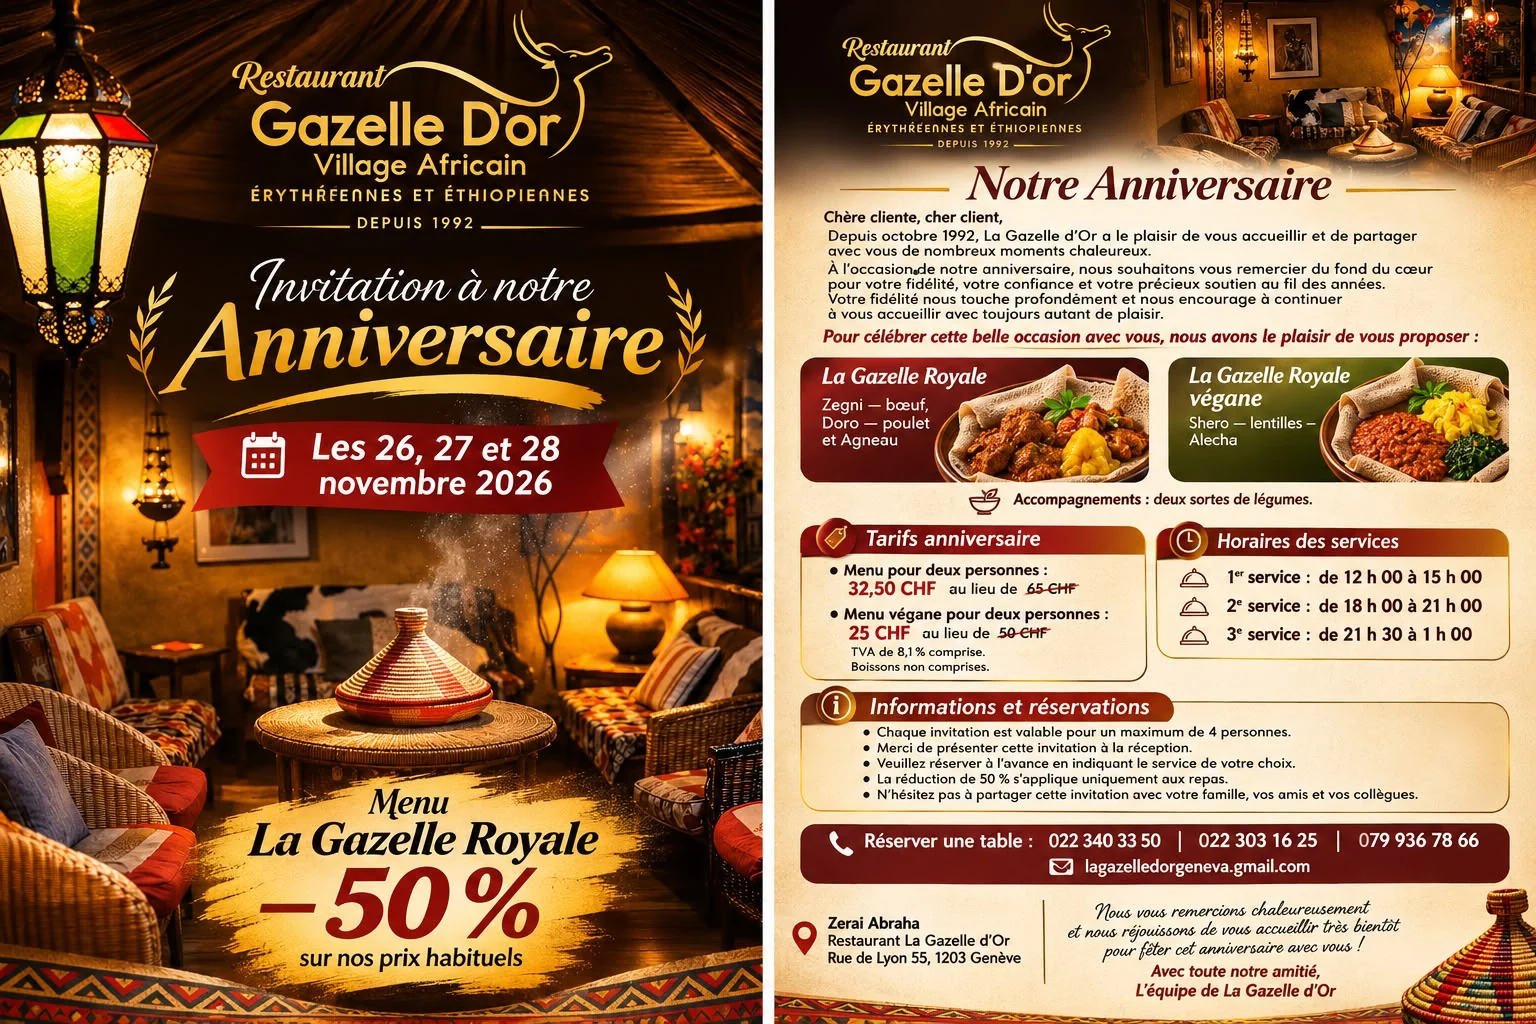 Restaurant
Gazelle D'or
Village Africain
ÉRYTHRÉENNES ET ÉTHIOPIENNES
DEPUIS 1992
Invitation à notre
Anniversaire
Les 26, 27 et 28
novembre 2026
Menu
La Gazelle Royale
–50%
sur nos prix habituels
Restaurant
Gazelle D'or
Village Africain
ÉRYTHRÉENNES ET ÉTHIOPIENNES
DEPUIS 1992
Notre Anniversaire
Chère cliente, cher client,
Depuis octobre 1992, La Gazelle d'Or a le plaisir de vous accueillir et de partager
avec vous de nombreux moments chaleureux.
À l'occasion de notre anniversaire, nous souhaitons vous remercier du fond du cœur
pour votre fidélité, votre confiance et votre précieux soutien au fil des années.
Votre fidélité nous touche profondément et nous encourage à continuer
à vous accueillir avec toujours autant de plaisir.
Pour célébrer cette belle occasion avec vous, nous avons le plaisir de vous proposer :
La Gazelle Royale
Zegni — bœuf,
Doro — poulet
et Agneau
La Gazelle Royale
végane
Shero — lentilles –
Alecha
Accompagnements : deux sortes de légumes.
Tarifs anniversaire
• Menu pour deux personnes :
32,50 CHF au lieu de 65 CHF
• Menu végane pour deux personnes :
25 CHF au lieu de 50 CHF
TVA de 8,1 % comprise.
Boissons non comprises.
Horaires des services
1er service : de 12 h 00 à 15 h 00
2e service : de 18 h 00 à 21 h 00
3e service : de 21 h 30 à 1 h 00
Informations et réservations
• Chaque invitation est valable pour un maximum de 4 personnes.
• Merci de présenter cette invitation à la réception.
• Veuillez réserver à l'avance en indiquant le service de votre choix.
• La réduction de 50 % s'applique uniquement aux repas.
• N'hésitez pas à partager cette invitation avec votre famille, vos amis et vos collègues.
Réserver une table : 022 340 33 50 | 022 303 16 25 | 079 936 78 66
lagazelledorgeneva.gmail.com
Zerai Abraha
Restaurant La Gazelle d'Or
Rue de Lyon 55, 1203 Genève
Nous vous remercions chaleureusement
et nous réjouissons de vous accueillir très bientôt
pour fêter cet anniversaire avec vous !
Avec toute notre amitié,
L'équipe de La Gazelle d'Or